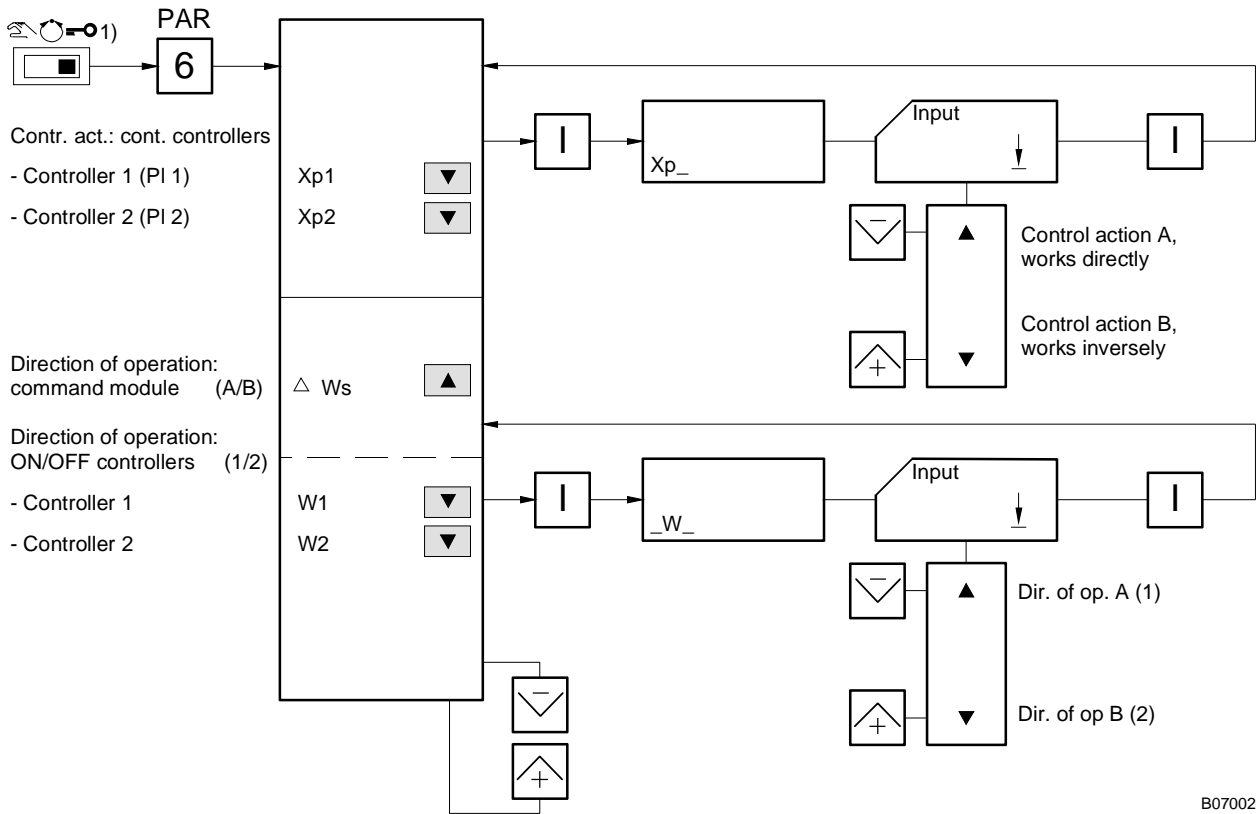 PAR
1)
6
Contr. act.: cont. controllers
- Controller 1 (PI 1)
- Controller 2 (PI 2)
Xp1 ▼
Xp2 ▼
I
Xp_
Input
I
−
▲
Control action A,
works directly
Control action B,
works inversely
+
▼
Direction of operation:
command module (A/B)
△ Ws ▲
Direction of operation:
ON/OFF controllers (1/2)
- Controller 1
- Controller 2
W1 ▼
W2 ▼
I
_W_
Input
I
−
▲
Dir. of op. A (1)
+
▼
Dir. of op B (2)
−
+
B07002